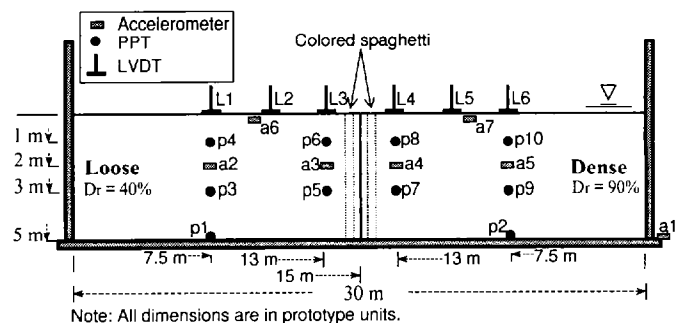 Accelerometer
PPT
LVDT
Colored spaghetti
L1 L2 L3 L4 L5 L6
a6 a7
1 m p4 p6 p8 p10
2 m Loose a2 a3 a4 a5 Dense
3 m Dr = 40% p3 p5 p7 p9 Dr = 90%
5 m p1 p2 a1
7.5 m 13 m 13 m 7.5 m
15 m
30 m
Note: All dimensions are in prototype units.